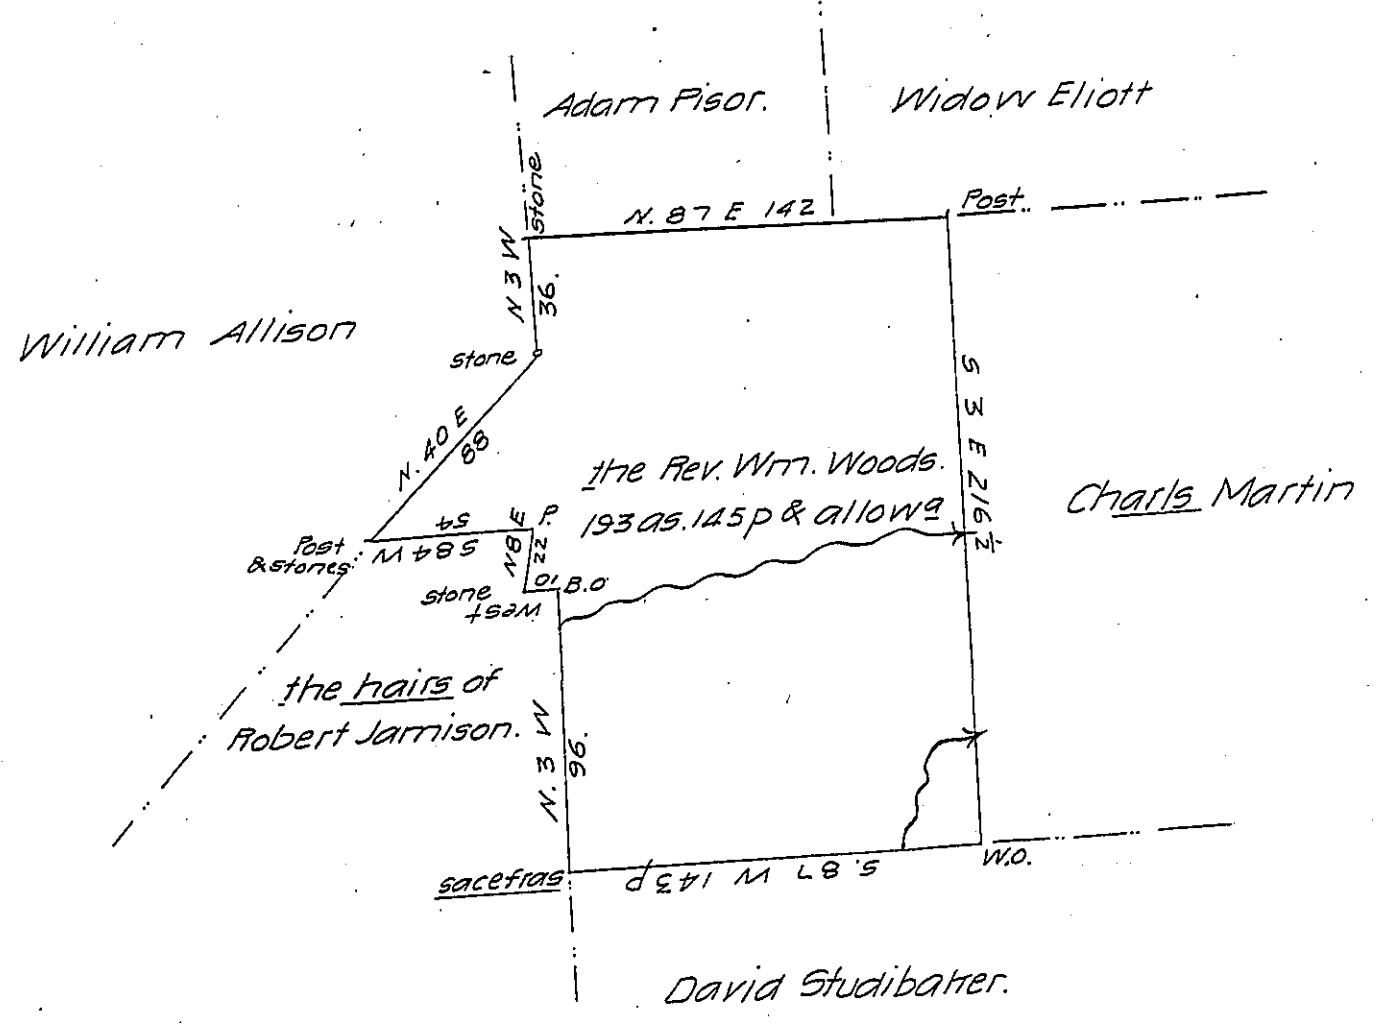 Adam Pisor.
Widow Eliott
stone
N. 87 E 142
Post.
N 3 W
36.
William Allison
stone
N. 40 E
88
S 3 E 216 1/2
the Rev. Wm. Woods.
193 as. 145 p & allowa
Charls Martin
Post
& stones
S 84 W
54
N 8 E
22
P.
stone
West
10
B.O
the hairs of
Robert Jamison.
N. 3 W
96.
sacefras
S. 87 W 143 p
W.O.
David Studibaker.